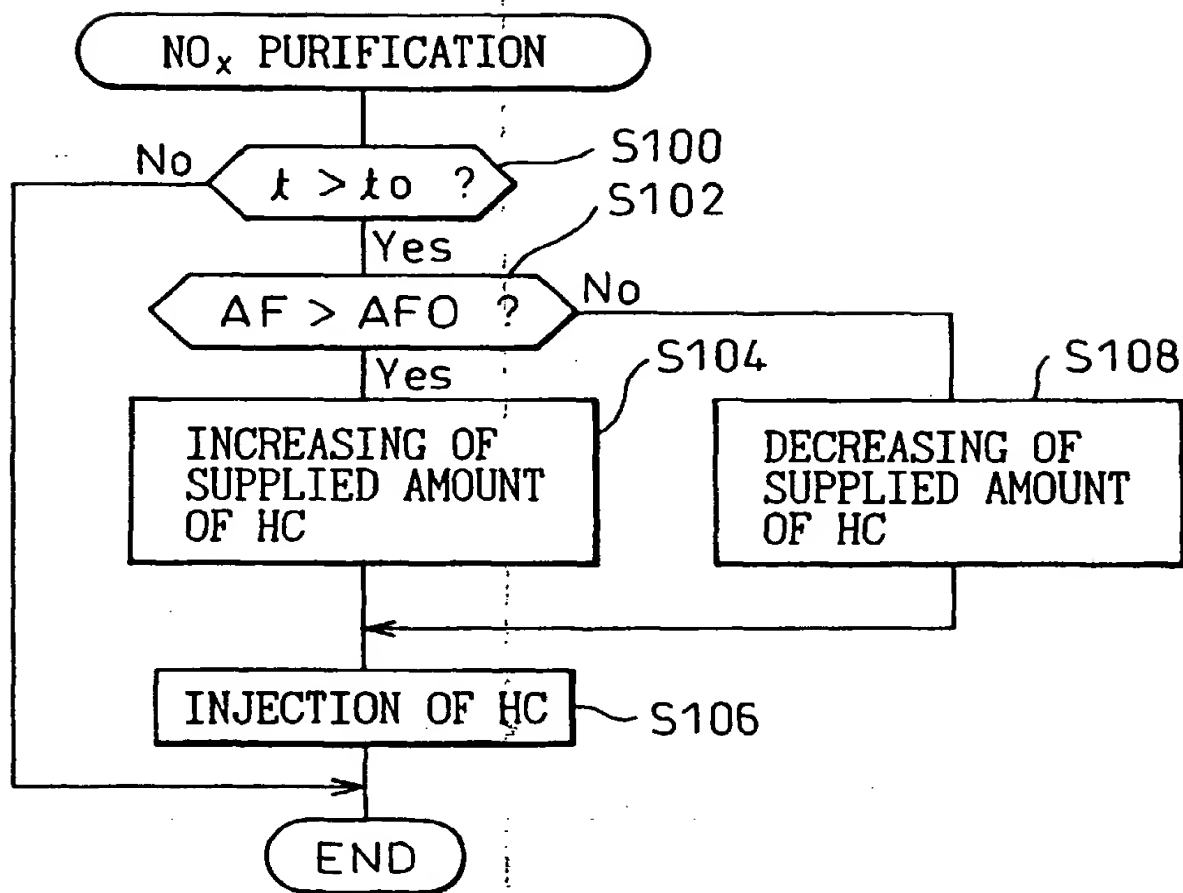 NOx PURIFICATION
No
t > to ?
S100
S102
Yes
AF > AFO ?
No
Yes
S104
S108
INCREASING OF
SUPPLIED AMOUNT
OF HC
DECREASING OF
SUPPLIED AMOUNT
OF HC
INJECTION OF HC
S106
END